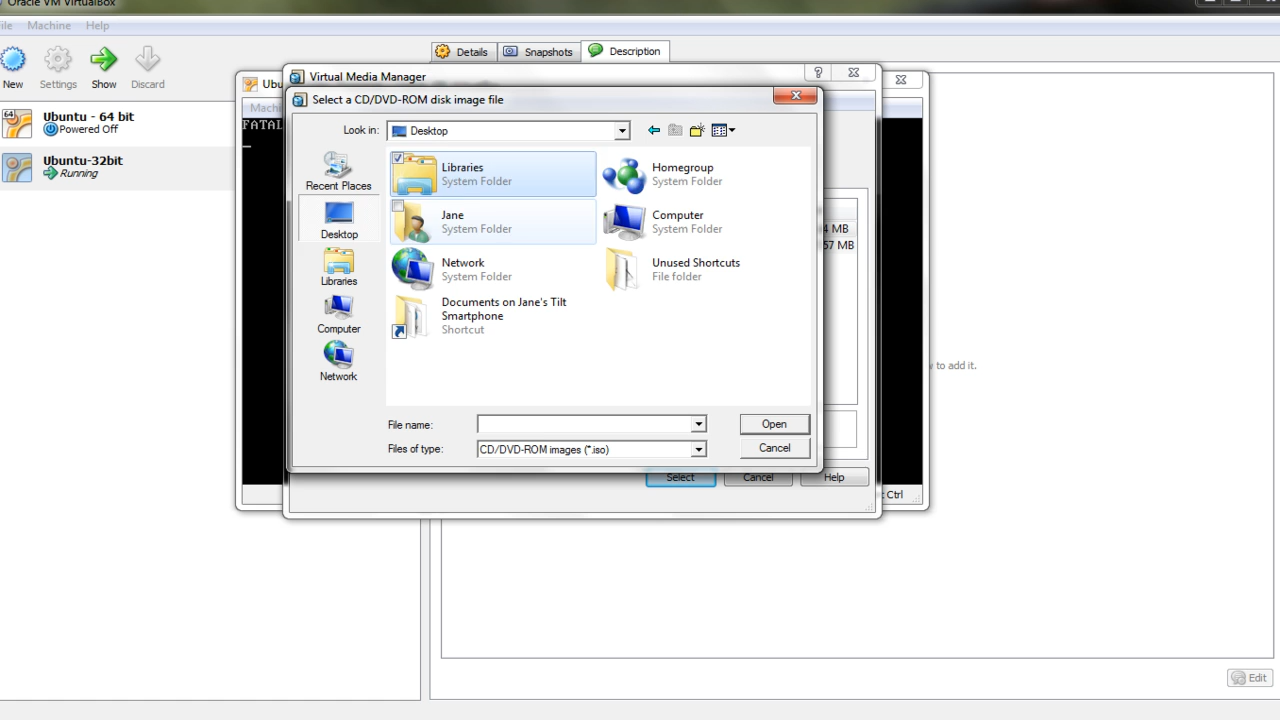 Oracle VM VirtualBox
Machine
Help
New
Settings
Show
Discard
Details
Snapshots
Description
64
Ubuntu - 64 bit
Powered Off
Ubuntu-32bit
Running
Virtual Media Manager
Select a CD/DVD-ROM disk image file
FATAL
Look in:
Desktop
Recent Places
Desktop
Libraries
Computer
Network
Libraries
System Folder
Homegroup
System Folder
Jane
System Folder
Computer
System Folder
Network
System Folder
Unused Shortcuts
File folder
Documents on Jane's Tilt
Smartphone
Shortcut
MB
57 MB
to add it.
File name:
Open
Files of type:
CD/DVD-ROM images (*.iso)
Cancel
Select
Cancel
Help
Ctrl
Edit